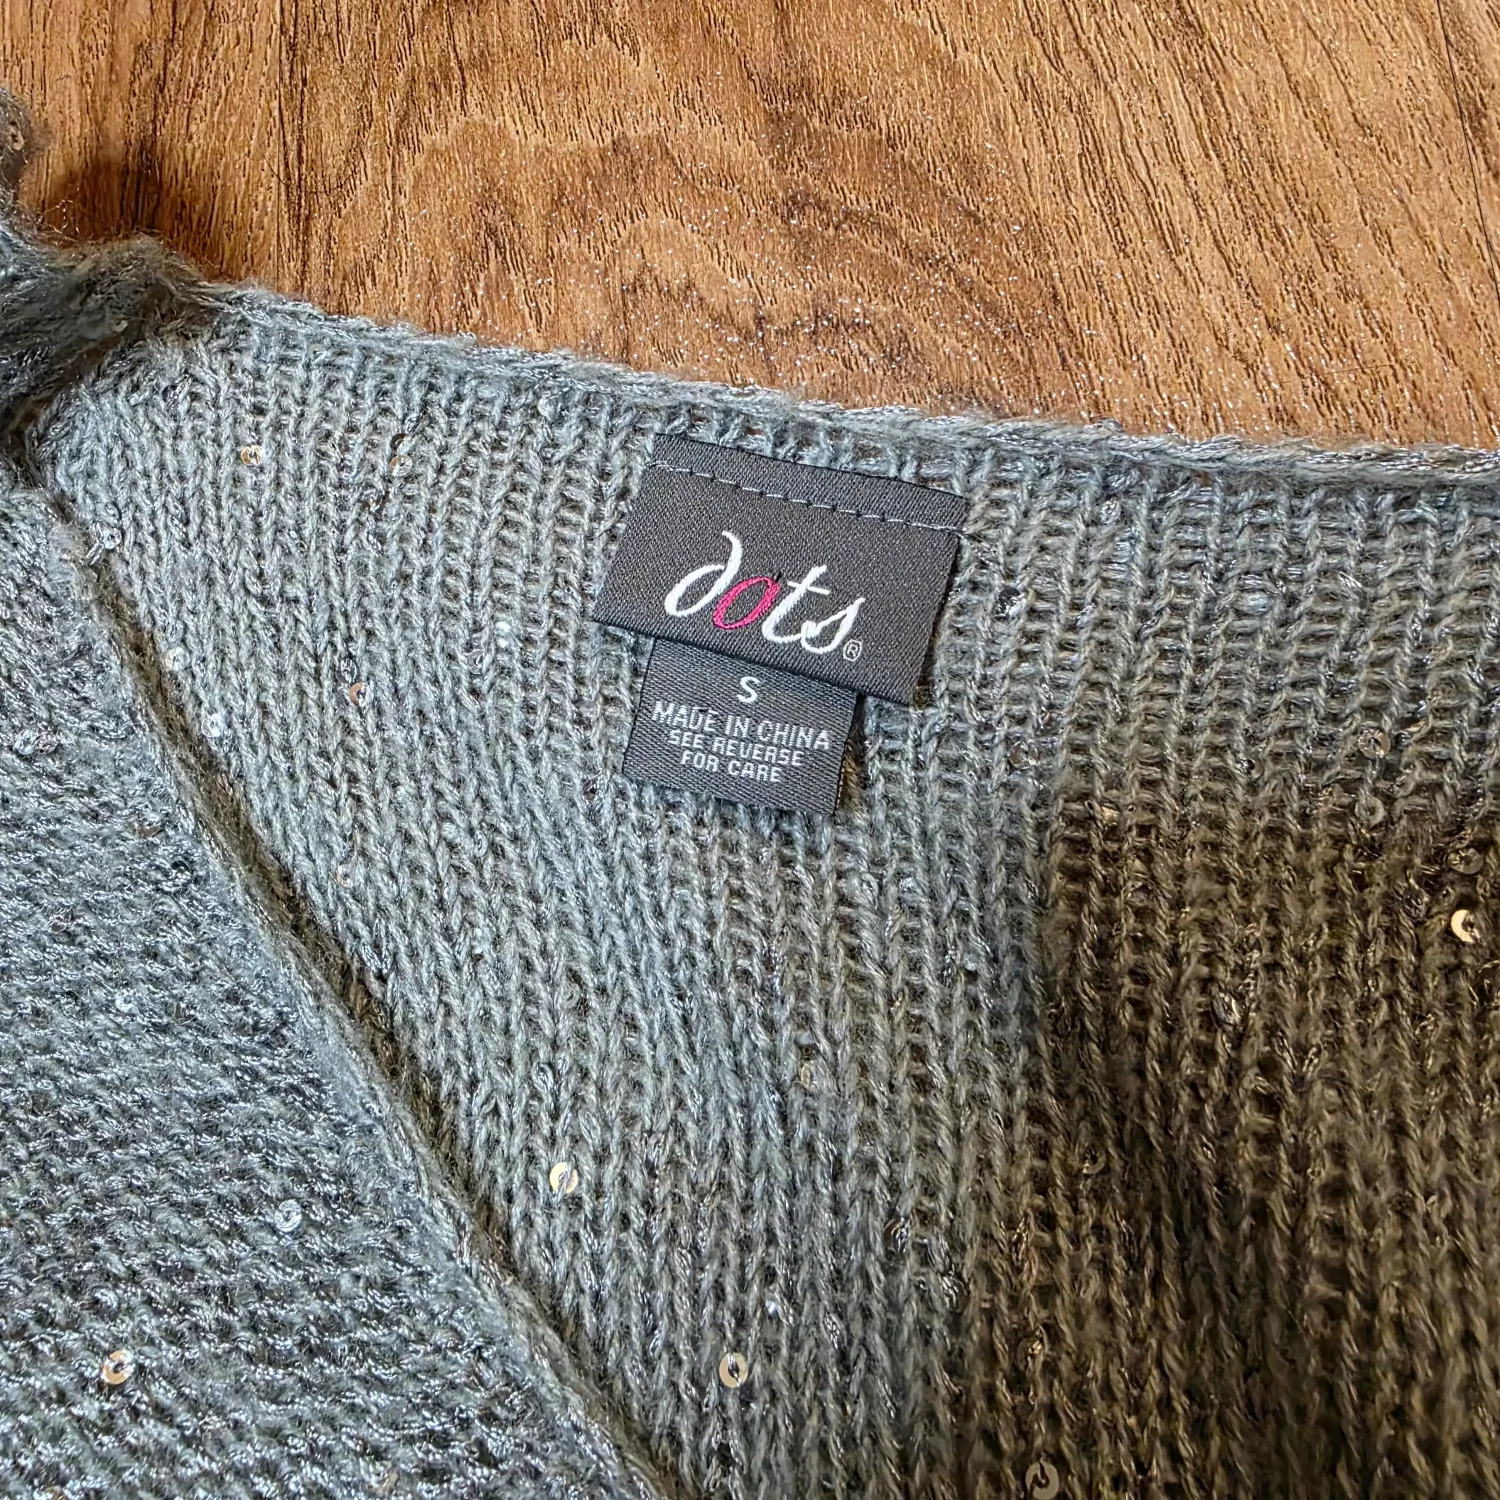 dots®
S
MADE IN CHINA
SEE REVERSE
FOR CARE